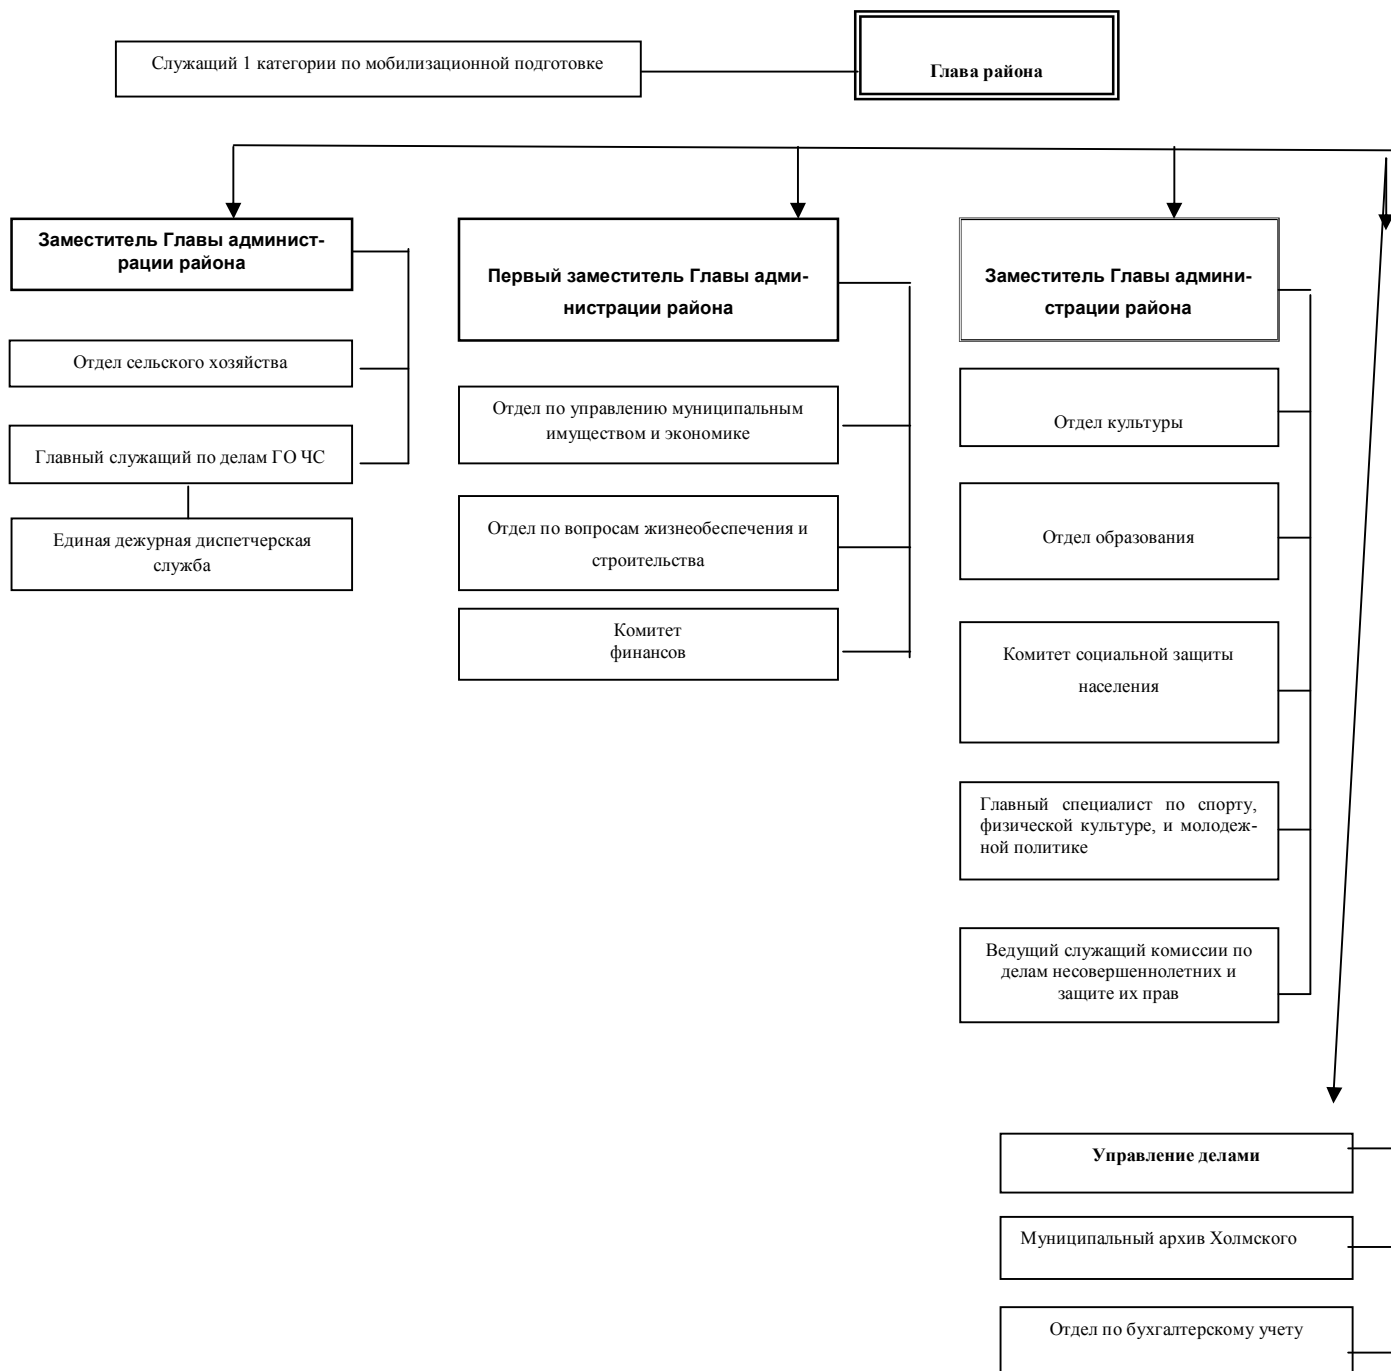 Служащий 1 категории по мобилизационной подготовке
Глава района
Заместитель Главы админист-
рации района
Отдел сельского хозяйства
Главный служащий по делам ГО ЧС
Единая дежурная диспетчерская
служба
Первый заместитель Главы адми-
нистрации района
Отдел по управлению муниципальным
имуществом и экономике
Отдел по вопросам жизнеобеспечения и
строительства
Комитет
финансов
Заместитель Главы админи-
страции района
Отдел культуры
Отдел образования
Комитет социальной защиты
населения
Главный специалист по спорту,
физической культуре, и молодеж-
ной политике
Ведущий служащий комиссии по
делам несовершеннолетних и
защите их прав
Управление делами
Муниципальный архив Холмского
Отдел по бухгалтерскому учету